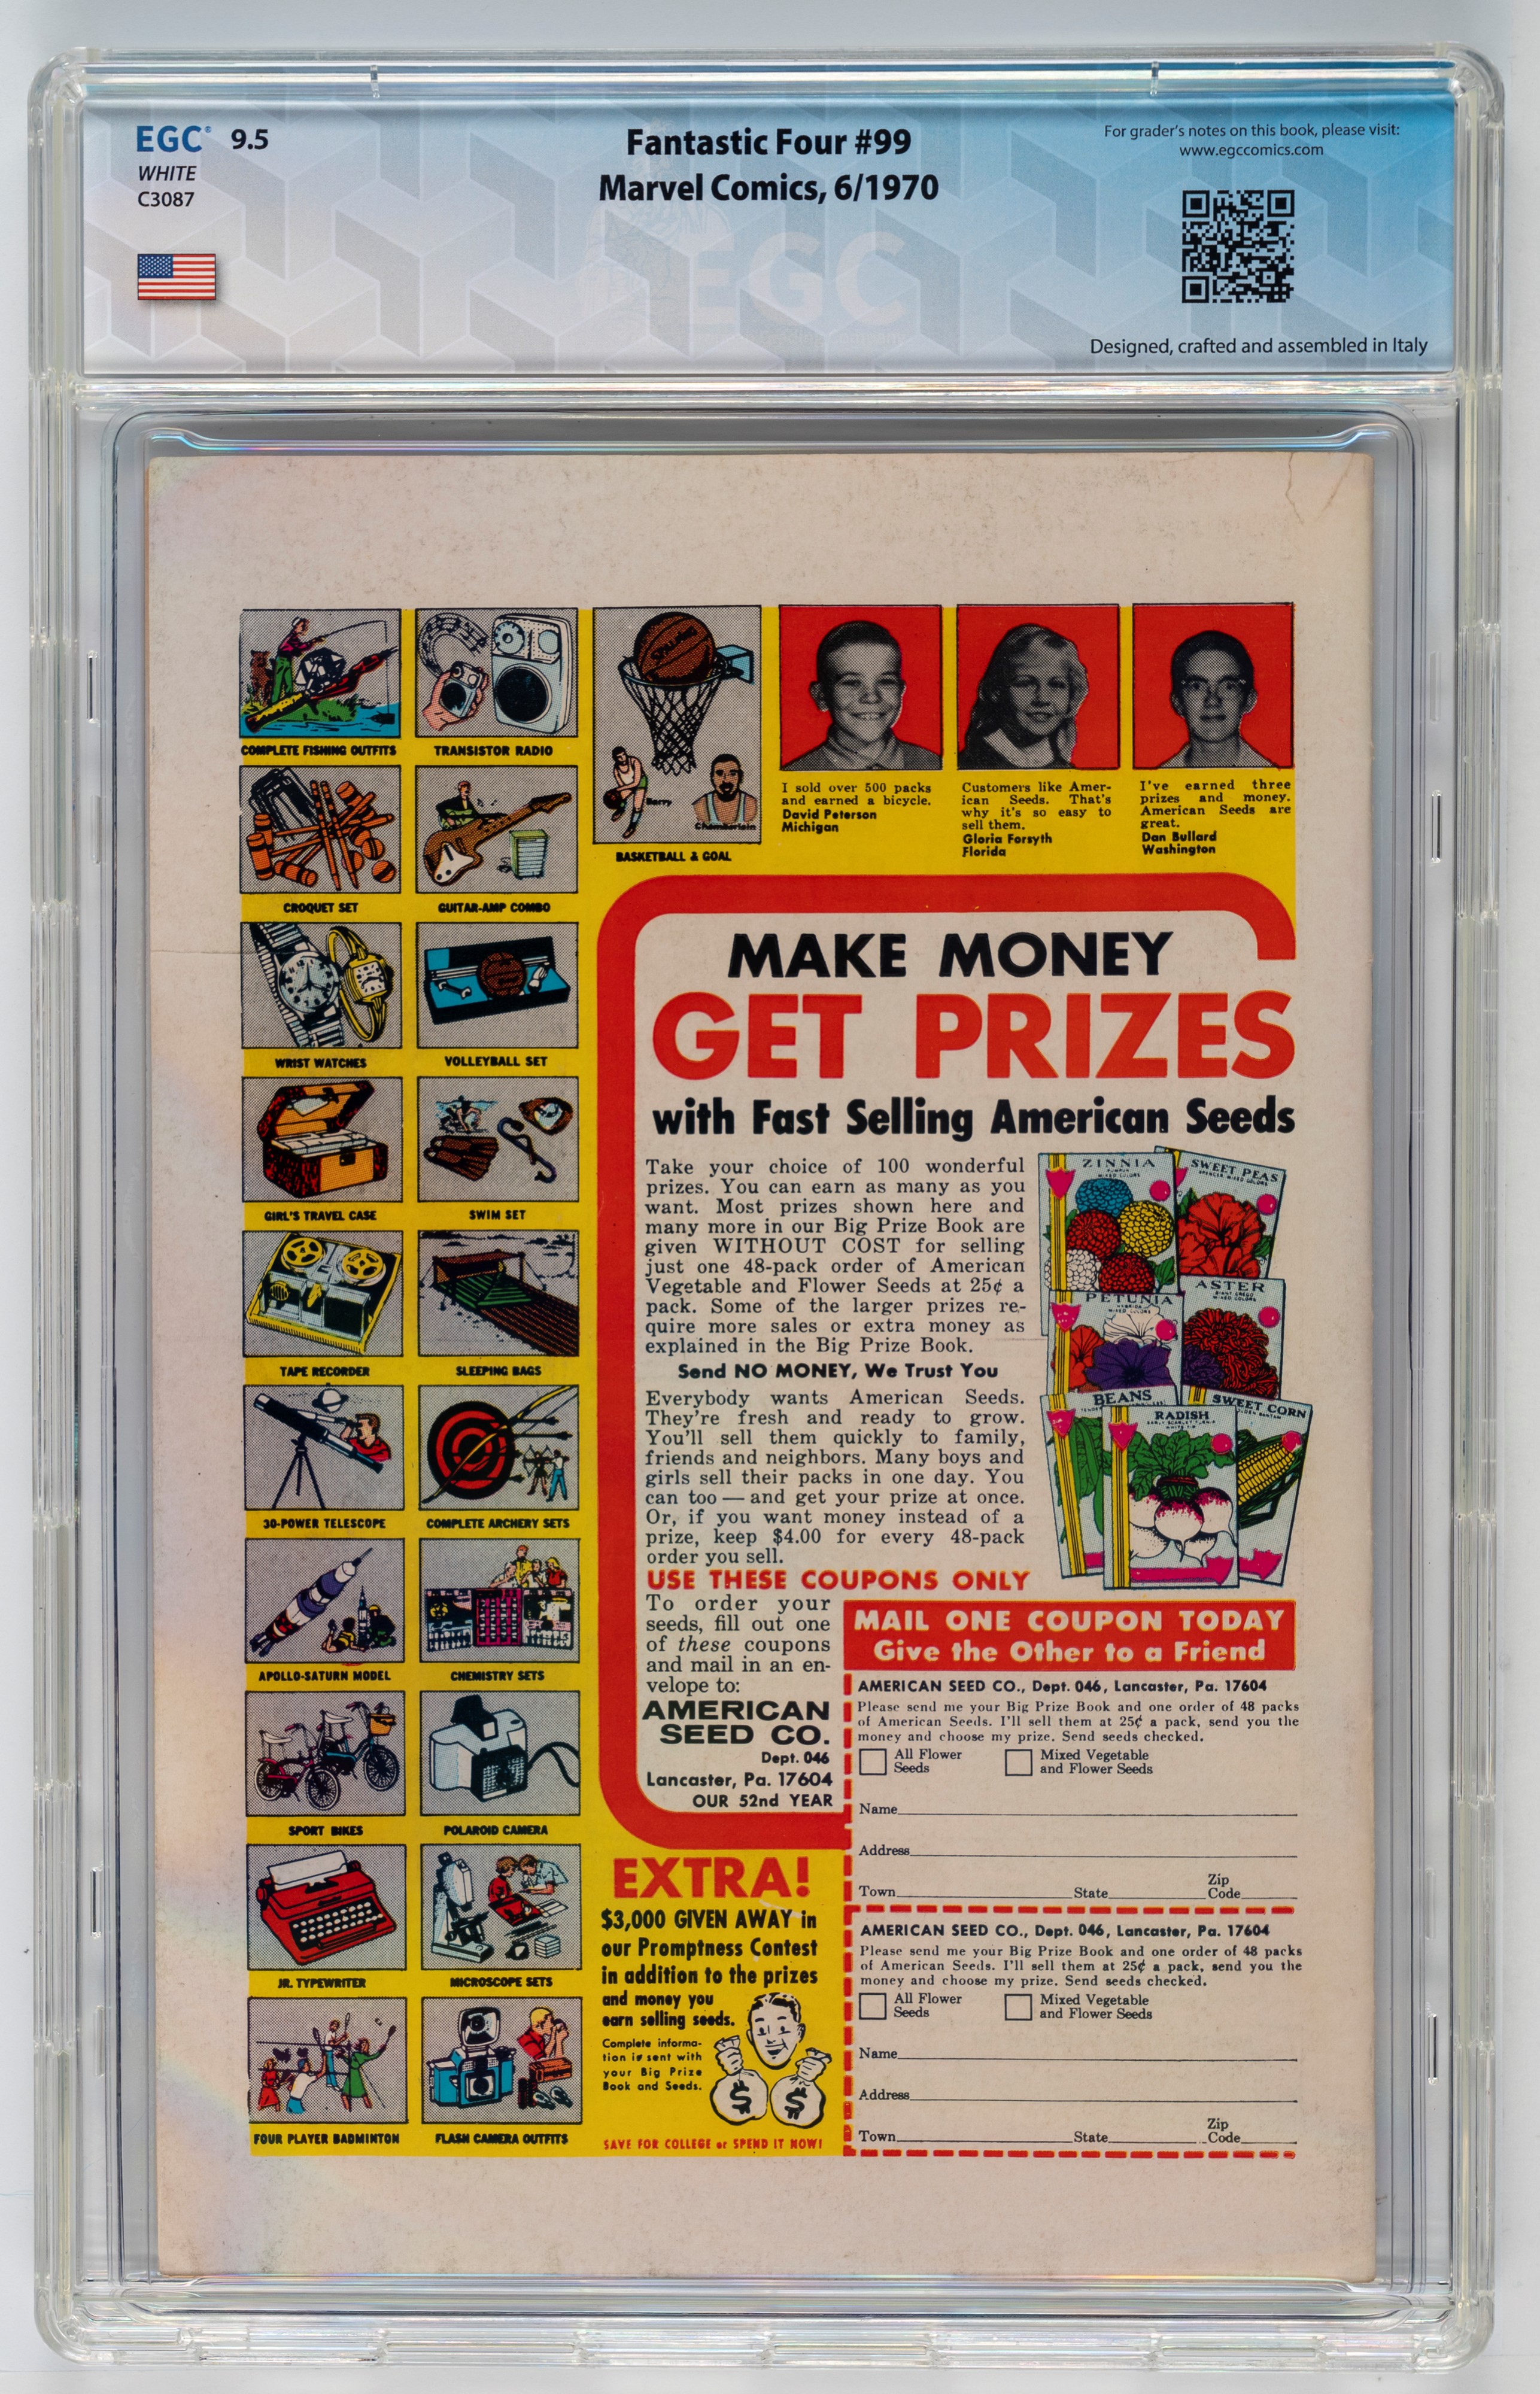 EGC® 9.5
WHITE
C3087
Fantastic Four #99
Marvel Comics, 6/1970
For grader's notes on this book, please visit:
www.egccomics.com
EGC
Designed, crafted and assembled in Italy
COMPLETE FISHING OUTFITS
TRANSISTOR RADIO
SPALDING
Barry
Chamberlain
BASKETBALL & GOAL
I sold over 500 packs
and earned a bicycle.
David Peterson
Michigan
Customers like Amer-
ican Seeds. That's
why it's so easy to
sell them.
Gloria Forsyth
Florida
I've earned three
prizes and money.
American Seeds are
great.
Dan Bullard
Washington
CROQUET SET
GUITAR-AMP COMBO
WRIST WATCHES
VOLLEYBALL SET
GIRL'S TRAVEL CASE
SWIM SET
TAPE RECORDER
SLEEPING BAGS
30-POWER TELESCOPE
COMPLETE ARCHERY SETS
APOLLO-SATURN MODEL
CHEMISTRY SETS
SPORT BIKES
POLAROID CAMERA
JR. TYPEWRITER
MICROSCOPE SETS
FOUR PLAYER BADMINTON
FLASH CAMERA OUTFITS
MAKE MONEY
GET PRIZES
with Fast Selling American Seeds
Take your choice of 100 wonderful
prizes. You can earn as many as you
want. Most prizes shown here and
many more in our Big Prize Book are
given WITHOUT COST for selling
just one 48-pack order of American
Vegetable and Flower Seeds at 25¢ a
pack. Some of the larger prizes re-
quire more sales or extra money as
explained in the Big Prize Book.
Send NO MONEY, We Trust You
Everybody wants American Seeds.
They're fresh and ready to grow.
You'll sell them quickly to family,
friends and neighbors. Many boys and
girls sell their packs in one day. You
can too — and get your prize at once.
Or, if you want money instead of a
prize, keep $4.00 for every 48-pack
order you sell.
ZINNIA
MIXED COLORS
SWEET PEAS
MIXED COLORS
PETUNIA
MIXED COLORS
ASTER
MIXED COLORS
BEANS
RADISH
SWEET CORN
USE THESE COUPONS ONLY
To order your
seeds, fill out one
of these coupons
and mail in an en-
velope to:
AMERICAN
SEED CO.
Dept. 046
Lancaster, Pa. 17604
OUR 52nd YEAR
EXTRA!
$3,000 GIVEN AWAY in
our Promptness Contest
in addition to the prizes
and money you
earn selling seeds.
Complete informa-
tion is sent with
your Big Prize
Book and Seeds.
$ $
SAVE FOR COLLEGE or SPEND IT NOW!
MAIL ONE COUPON TODAY
Give the Other to a Friend
AMERICAN SEED CO., Dept. 046, Lancaster, Pa. 17604
Please send me your Big Prize Book and one order of 48 packs
of American Seeds. I'll sell them at 25¢ a pack, send you the
money and choose my prize. Send seeds checked.
All Flower
Seeds
Mixed Vegetable
and Flower Seeds
Name
Address
Town State Zip
Code
AMERICAN SEED CO., Dept. 046, Lancaster, Pa. 17604
Please send me your Big Prize Book and one order of 48 packs
of American Seeds. I'll sell them at 25¢ a pack, send you the
money and choose my prize. Send seeds checked.
All Flower
Seeds
Mixed Vegetable
and Flower Seeds
Name
Address
Town State Zip
Code